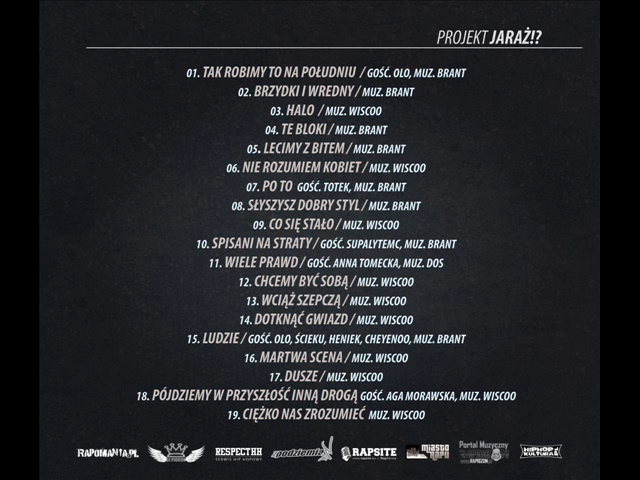 PROJEKT JARAŻ!?
01. TAK ROBIMY TO NA POŁUDNIU / GOŚĆ. OLO, MUZ. BRANT
02. BRZYDKI I WREDNY / MUZ. BRANT
03. HALO / MUZ. WISCOO
04. TE BLOKI / MUZ. BRANT
05. LECIMY Z BITEM / MUZ. BRANT
06. NIE ROZUMIEM KOBIET / MUZ. WISCOO
07. PO TO GOŚĆ. TOTEK, MUZ. BRANT
08. SŁYSZYSZ DOBRY STYL / MUZ. BRANT
09. CO SIĘ STAŁO / MUZ. WISCOO
10. SPISANI NA STRATY / GOŚĆ. SUPALYTEMC, MUZ. BRANT
11. WIELE PRAWD / GOŚĆ. ANNA TOMECKA, MUZ. DOS
12. CHCEMY BYĆ SOBĄ / MUZ. WISCOO
13. WCIĄŻ SZEPCZĄ / MUZ. WISCOO
14. DOTKNĄĆ GWIAZD / MUZ. WISCOO
15. LUDZIE / GOŚĆ. OLO, ŚCIEKU, HENIEK, CHEYENOO, MUZ. BRANT
16. MARTWA SCENA / MUZ. WISCOO
17. DUSZE / MUZ. WISCOO
18. PÓJDZIEMY W PRZYSZŁOŚĆ INNĄ DROGĄ GOŚĆ. AGA MORAWSKA, MUZ. WISCOO
19. CIĘŻKO NAS ZROZUMIEĆ MUZ. WISCOO
RAPOMANIA.PL RESPECTHH podziemie RAPSITE MIASTO RAPU Portal Muzyczny HIPHOP KULTURA